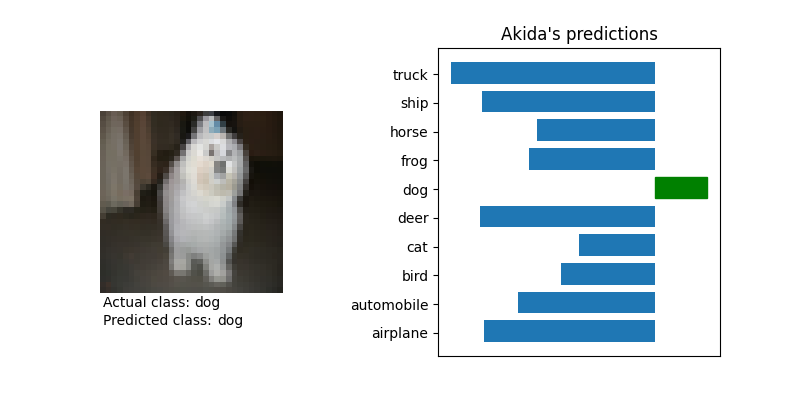 Akida's predictions
truck
ship
horse
frog
dog
deer
cat
bird
automobile
airplane
Actual class: dog
Predicted class: dog